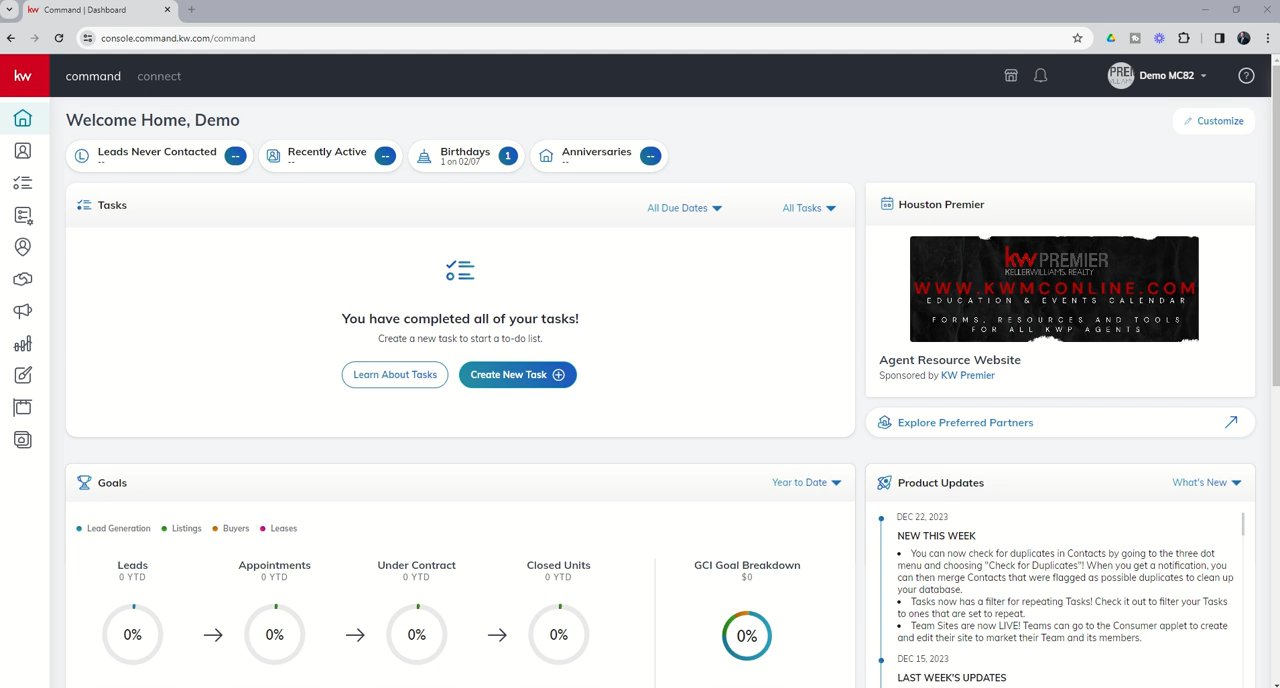 kw Command | Dashboard
console.command.kw.com/command
kw command connect
PREI
Demo MC82
?
Welcome Home, Demo
Customize
Leads Never Contacted
--
--
Recently Active
--
--
Birthdays
1 on 02/07
1
Anniversaries
--
--
Tasks
All Due Dates
All Tasks
You have completed all of your tasks!
Create a new task to start a to-do list.
Learn About Tasks
Create New Task
Houston Premier
kw PREMIER
KELLERWILLIAMS. REALTY
WWW.KWMCONLINE.COM
EDUCATION & EVENTS CALENDAR
FORMS, RESOURCES AND TOOLS
FOR ALL KWP AGENTS
Agent Resource Website
Sponsored by KW Premier
Explore Preferred Partners
Goals
Year to Date
Lead Generation Listings Buyers Leases
Leads
0 YTD
0%
Appointments
0 YTD
0%
Under Contract
0 YTD
0%
Closed Units
0 YTD
0%
GCI Goal Breakdown
$0
0%
Product Updates
What's New
DEC 22, 2023
NEW THIS WEEK
• You can now check for duplicates in Contacts by going to the three dot
menu and choosing "Check for Duplicates"! When you get a notification, you
can then merge Contacts that were flagged as possible duplicates to clean up
your database.
• Tasks now has a filter for repeating Tasks! Check it out to filter your Tasks
to ones that are set to repeat.
• Team Sites are now LIVE! Teams can go to the Consumer applet to create
and edit their site to market their Team and its members.
DEC 15, 2023
LAST WEEK'S UPDATES